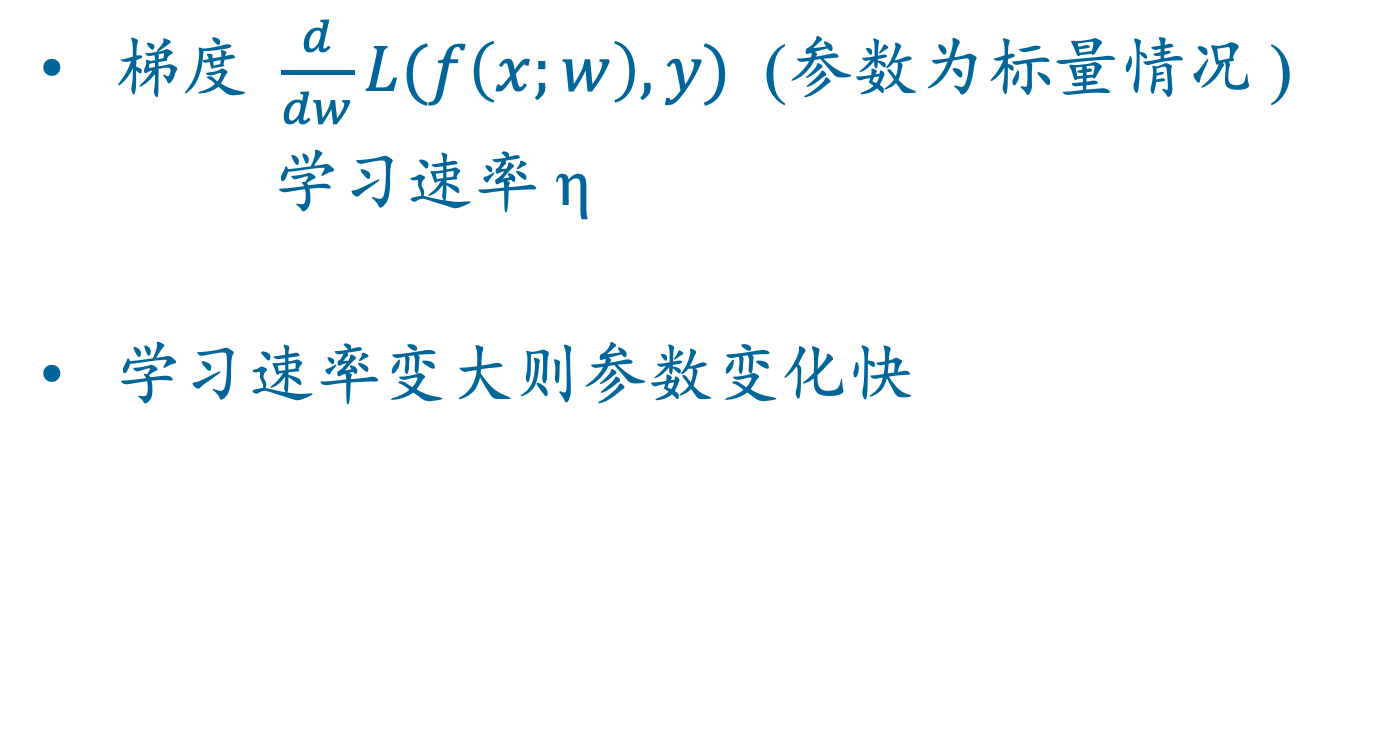 • 梯度 d/dw L(f(x; w), y) (参数为标量情况)
学习速率 η
• 学习速率变大则参数变化快